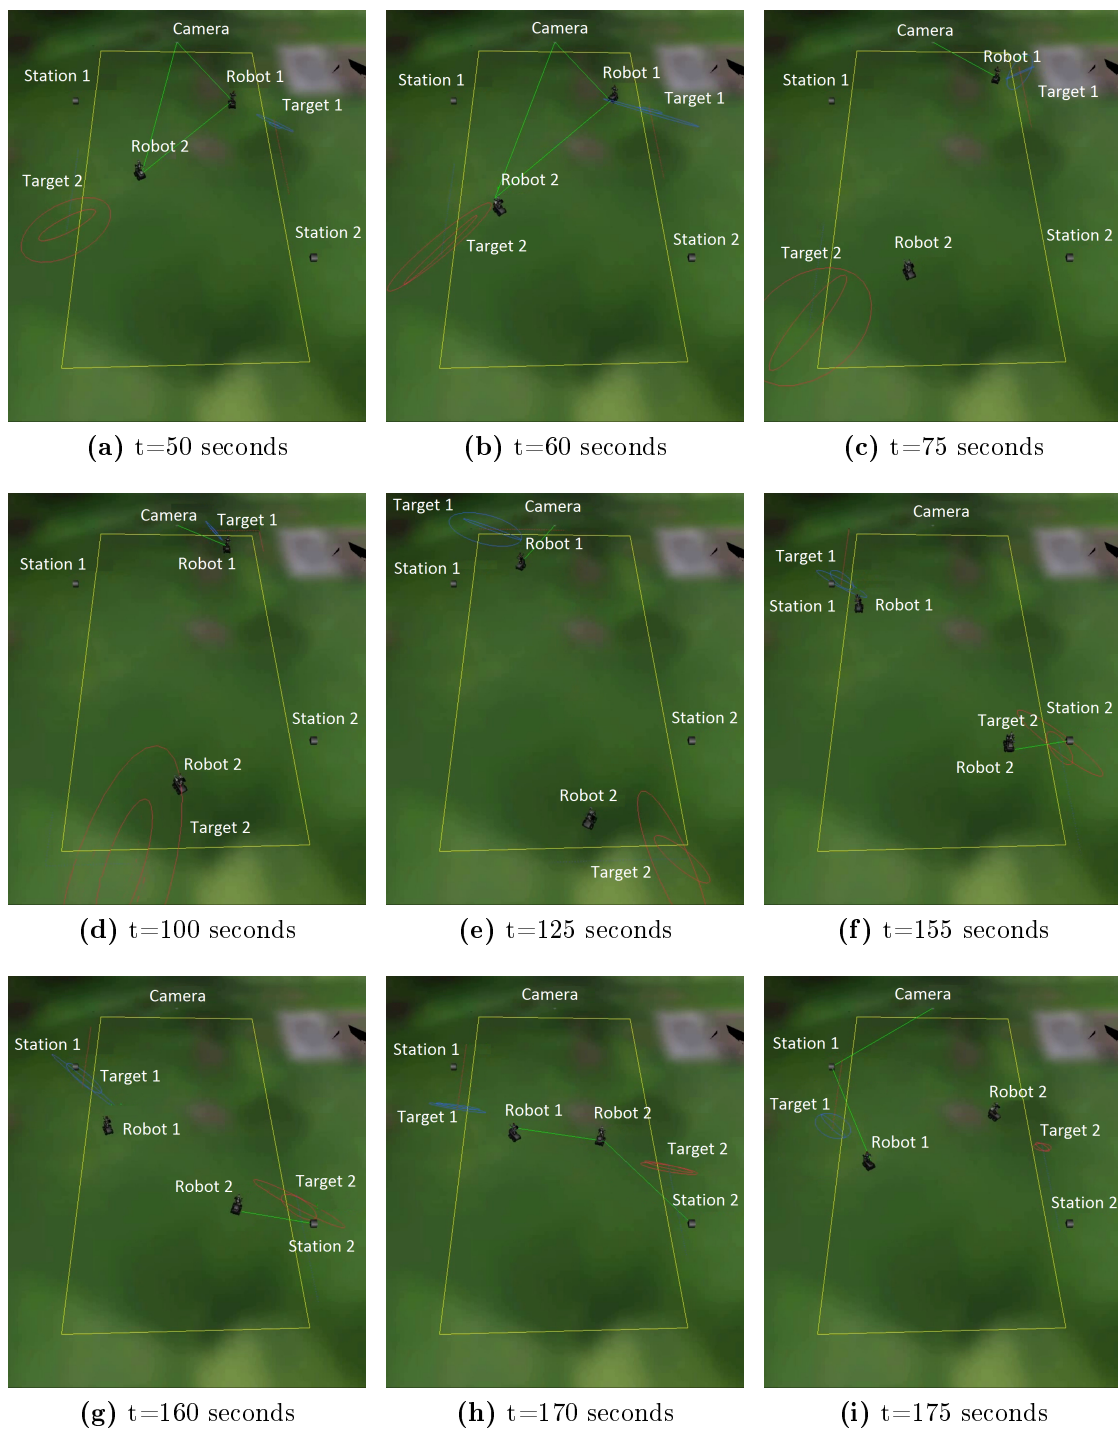 Camera
Station 1
Robot 1
Target 1
Robot 2
Target 2
Station 2
(a) t=50 seconds
Camera
Station 1
Robot 1
Target 1
Robot 2
Target 2
Station 2
(b) t=60 seconds
Camera
Robot 1
Station 1
Target 1
Robot 2
Station 2
Target 2
(c) t=75 seconds
Camera
Target 1
Station 1
Robot 1
Station 2
Robot 2
Target 2
(d) t=100 seconds
Target 1
Camera
Robot 1
Station 1
Station 2
Robot 2
Target 2
(e) t=125 seconds
Camera
Target 1
Station 1
Robot 1
Station 2
Target 2
Robot 2
(f) t=155 seconds
Camera
Station 1
Target 1
Robot 1
Target 2
Robot 2
Station 2
(g) t=160 seconds
Camera
Station 1
Target 1
Robot 1
Robot 2
Target 2
Station 2
(h) t=170 seconds
Camera
Station 1
Robot 2
Target 1
Target 2
Robot 1
Station 2
(i) t=175 seconds